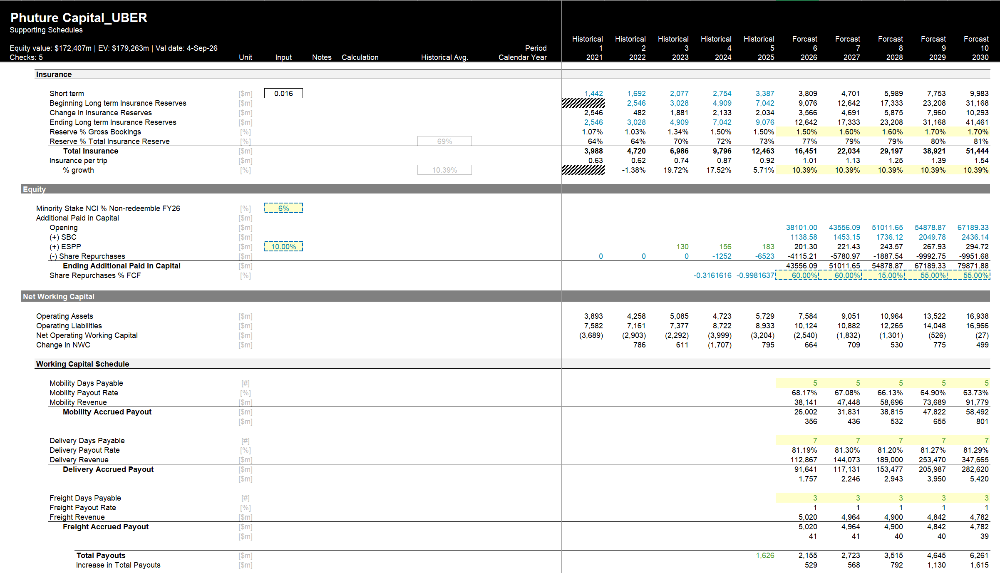 Phuture Capital_UBER
Supporting Schedules
Historical Historical Historical Historical Historical Forcast Forcast Forcast Forcast Forcast
Equity value: $172,407m | EV: $179,263m | Val date: 4-Sep-26 Period 1 2 3 4 5 6 7 8 9 10
Checks: 5 Unit Input Notes Calculation Historical Avg. Calendar Year 2021 2022 2023 2024 2025 2026 2027 2028 2029 2030
Insurance
Short term [$m] 0.016 1,442 1,692 2,077 2,754 3,387 3,809 4,701 5,989 7,753 9,983
Beginning Long term Insurance Reserves [$m] 2,546 3,028 4,909 7,042 9,076 12,642 17,333 23,208 31,168
Change in Insurance Reserves [$m] 2,546 482 1,881 2,133 2,034 3,566 4,691 5,875 7,960 10,293
Ending Long term Insurance Reserves [$m] 2,546 3,028 4,909 7,042 9,076 12,642 17,333 23,208 31,168 41,461
Reserve % Gross Bookings [%] 1.07% 1.03% 1.34% 1.50% 1.50% 1.50% 1.60% 1.60% 1.70% 1.70%
Reserve % Total Insurance Reserve [%] 69% 64% 64% 70% 72% 73% 77% 79% 79% 80% 81%
Total Insurance [$m] 3,988 4,720 6,986 9,796 12,463 16,451 22,034 29,197 38,921 51,444
Insurance per trip [$m] 0.63 0.62 0.74 0.87 0.92 1.01 1.13 1.25 1.39 1.54
% growth [%] 10.39% -1.38% 19.72% 17.52% 5.71% 10.39% 10.39% 10.39% 10.39% 10.39%
Equity
Minority Stake NCI % Non-redeemble FY26 [%] 6%
Additional Paid in Capital [$m]
Opening [$m] 38101.00 43556.09 51011.65 54878.87 67189.33
(+) SBC [$m] 1138.58 1453.15 1736.12 2049.78 2436.14
(+) ESPP [$m] 10.00% 130 156 183 201.30 221.43 243.57 267.93 294.72
(-) Share Repurchases [$m] 0 0 0 -1252 -6523 -4115.21 -5780.97 -1887.54 -9992.75 -9951.68
Ending Additional Paid In Capital [$m] 43556.09 51011.65 54878.87 67189.33 79871.88
Share Repurchases % FCF [%] -0.3161616 -0.9981637 60.00% 60.00% 15.00% 55.00% 55.00%
Net Working Capital
Operating Assets [$m] 3,893 4,258 5,085 4,723 5,729 7,584 9,051 10,964 13,522 16,938
Operating Liabilities [$m] 7,582 7,161 7,377 8,722 8,933 10,124 10,882 12,265 14,048 16,966
Net Operating Working Capital [$m] (3,689) (2,903) (2,292) (3,999) (3,204) (2,540) (1,832) (1,301) (526) (27)
Change in NWC [$m] 786 611 (1,707) 795 664 709 530 775 499
Working Capital Schedule
Mobility Days Payable [#] 5 5 5 5 5
Mobility Payout Rate [%] 68.17% 67.08% 66.13% 64.90% 63.73%
Mobility Revenue [$m] 38,141 47,448 58,696 73,689 91,779
Mobility Accrued Payout [$m] 26,002 31,831 38,815 47,822 58,492
[$m] 356 436 532 655 801
Delivery Days Payable [#] 7 7 7 7 7
Delivery Payout Rate [%] 81.19% 81.30% 81.20% 81.27% 81.29%
Delivery Revenue [$m] 112,867 144,073 189,000 253,470 347,665
Delivery Accrued Payout [$m] 91,641 117,131 153,477 205,987 282,620
[$m] 1,757 2,246 2,943 3,950 5,420
Freight Days Payable [#] 3 3 3 3 3
Freight Payout Rate [%] 1 1 1 1 1
Freight Revenue [$m] 5,020 4,964 4,900 4,842 4,782
Freight Accrued Payout [$m] 5,020 4,964 4,900 4,842 4,782
[$m] 41 41 40 40 39
Total Payouts [$m] 1,626 2,155 2,723 3,515 4,645 6,261
Increase in Total Payouts [$m] 529 568 792 1,130 1,615